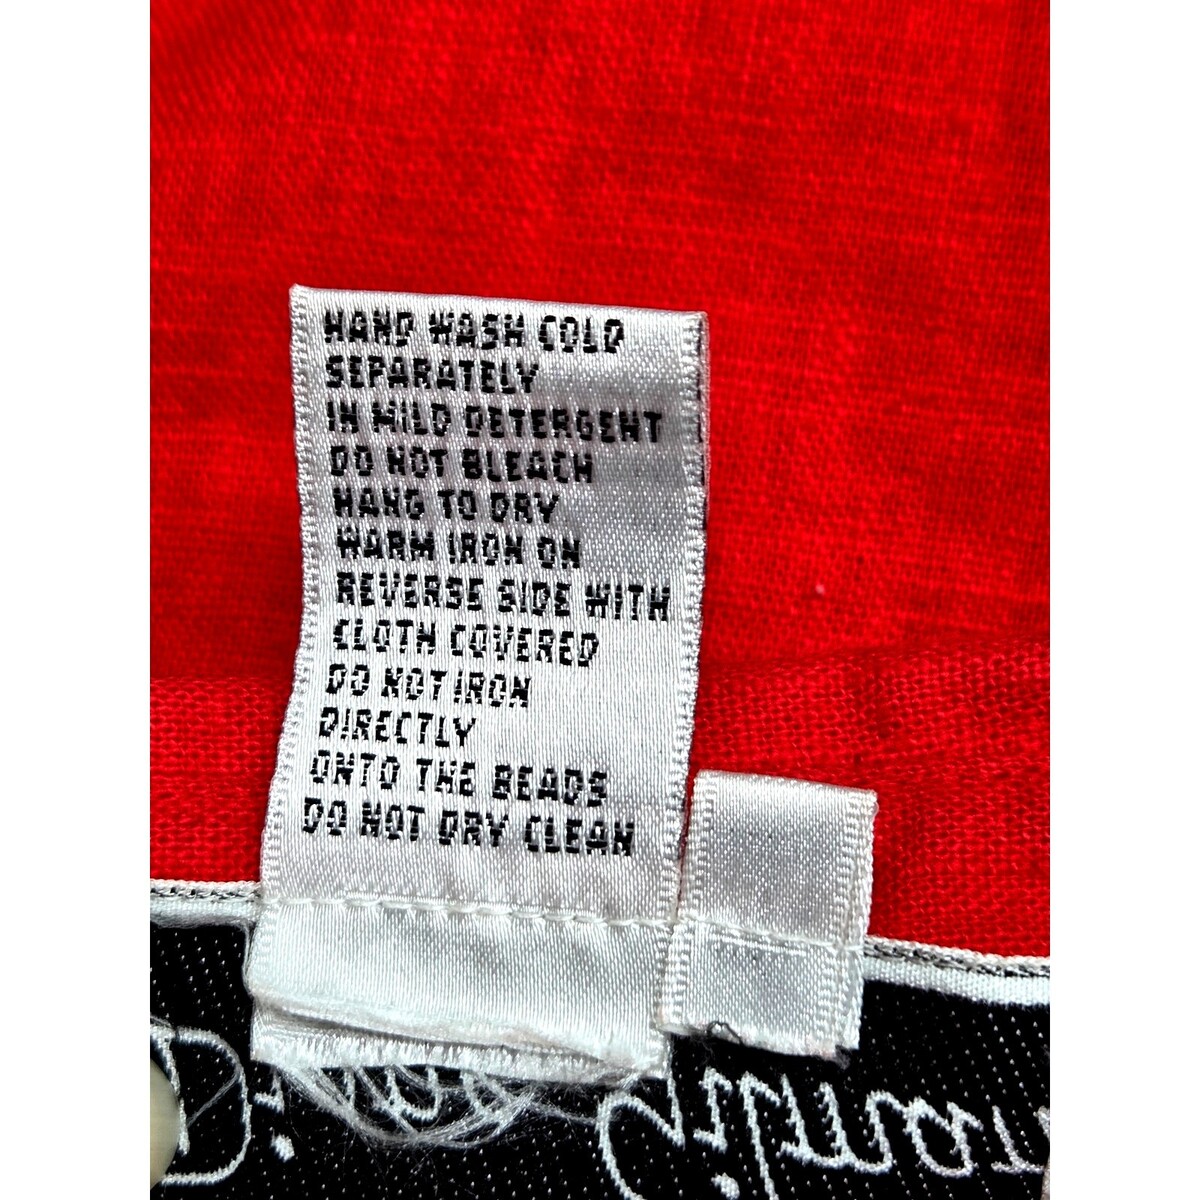 HAND WASH COLD
SEPARATELY
IN MILD DETERGENT
DO NOT BLEACH
HANG TO DRY
WARM IRON ON
REVERSE SIDE WITH
CLOTH COVERED
DO NOT IRON
DIRECTLY
ONTO THE BEADS
DO NOT DRY CLEAN